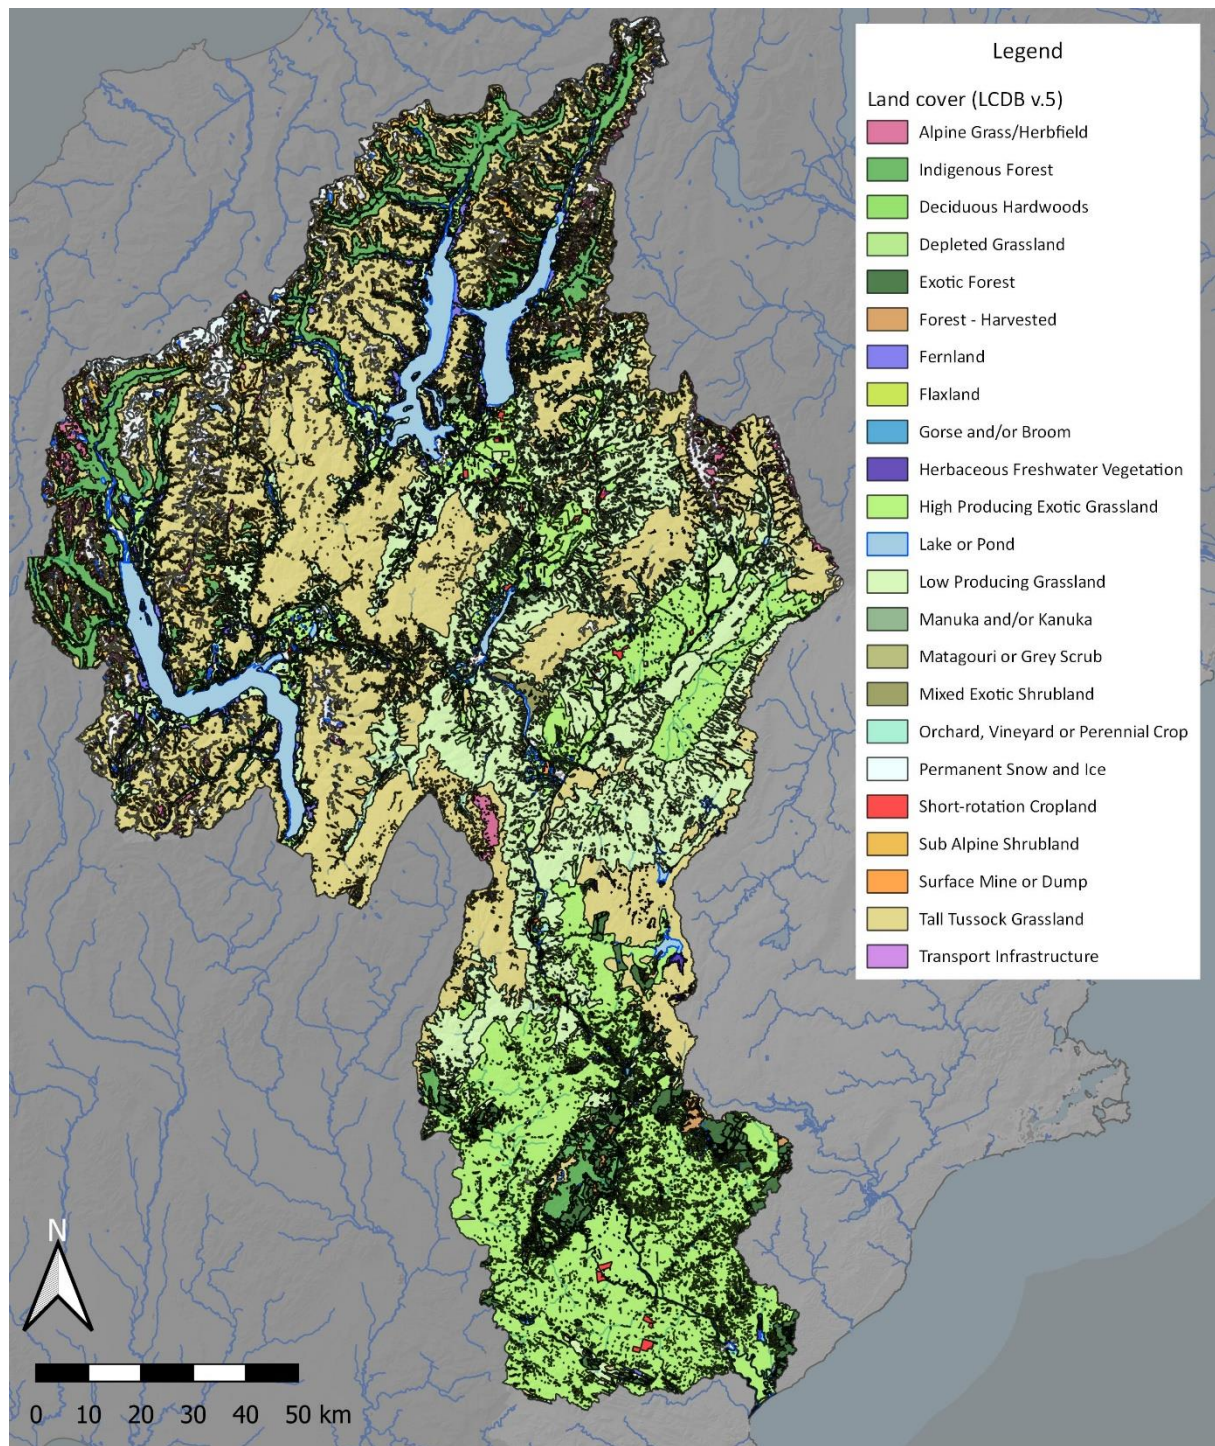 Legend
Land cover (LCDB v.5)
Alpine Grass/Herbfield
Indigenous Forest
Deciduous Hardwoods
Depleted Grassland
Exotic Forest
Forest - Harvested
Fernland
Flaxland
Gorse and/or Broom
Herbaceous Freshwater Vegetation
High Producing Exotic Grassland
Lake or Pond
Low Producing Grassland
Manuka and/or Kanuka
Matagouri or Grey Scrub
Mixed Exotic Shrubland
Orchard, Vineyard or Perennial Crop
Permanent Snow and Ice
Short-rotation Cropland
Sub Alpine Shrubland
Surface Mine or Dump
Tall Tussock Grassland
Transport Infrastructure
N
0 10 20 30 40 50 km